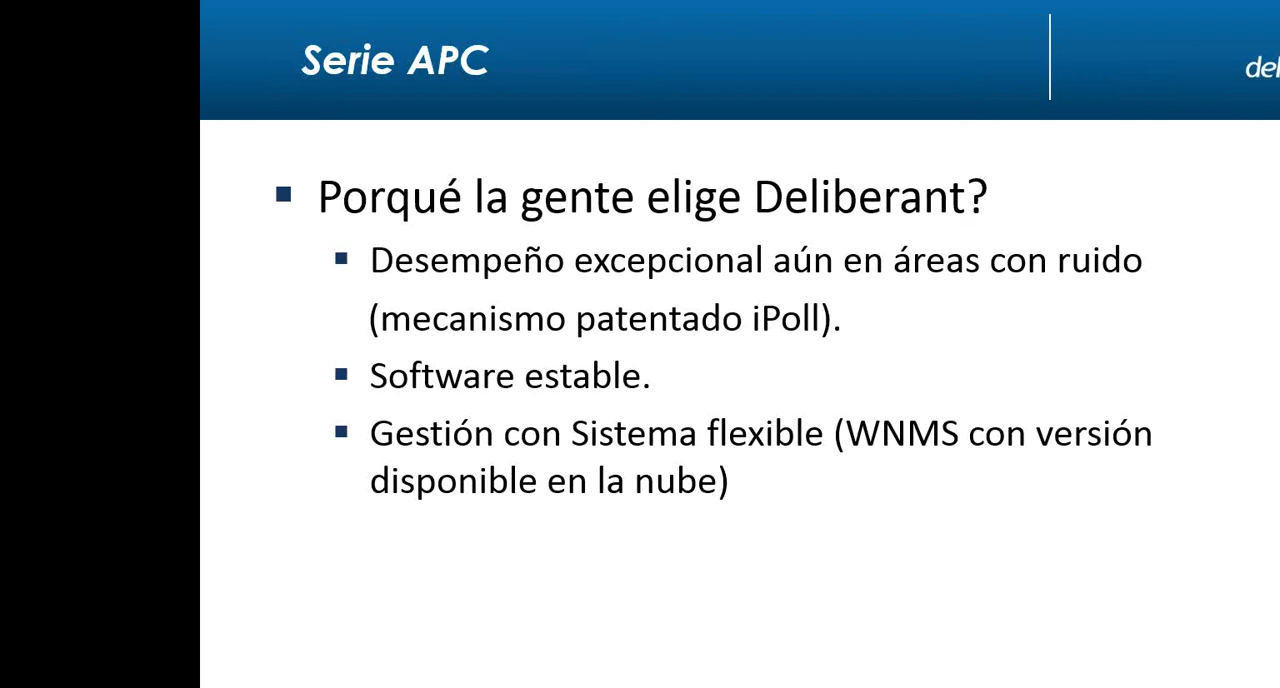 Serie APC
del
Porqué la gente elige Deliberant?
Desempeño excepcional aún en áreas con ruido
(mecanismo patentado iPoll).
Software estable.
Gestión con Sistema flexible (WNMS con versión
disponible en la nube)